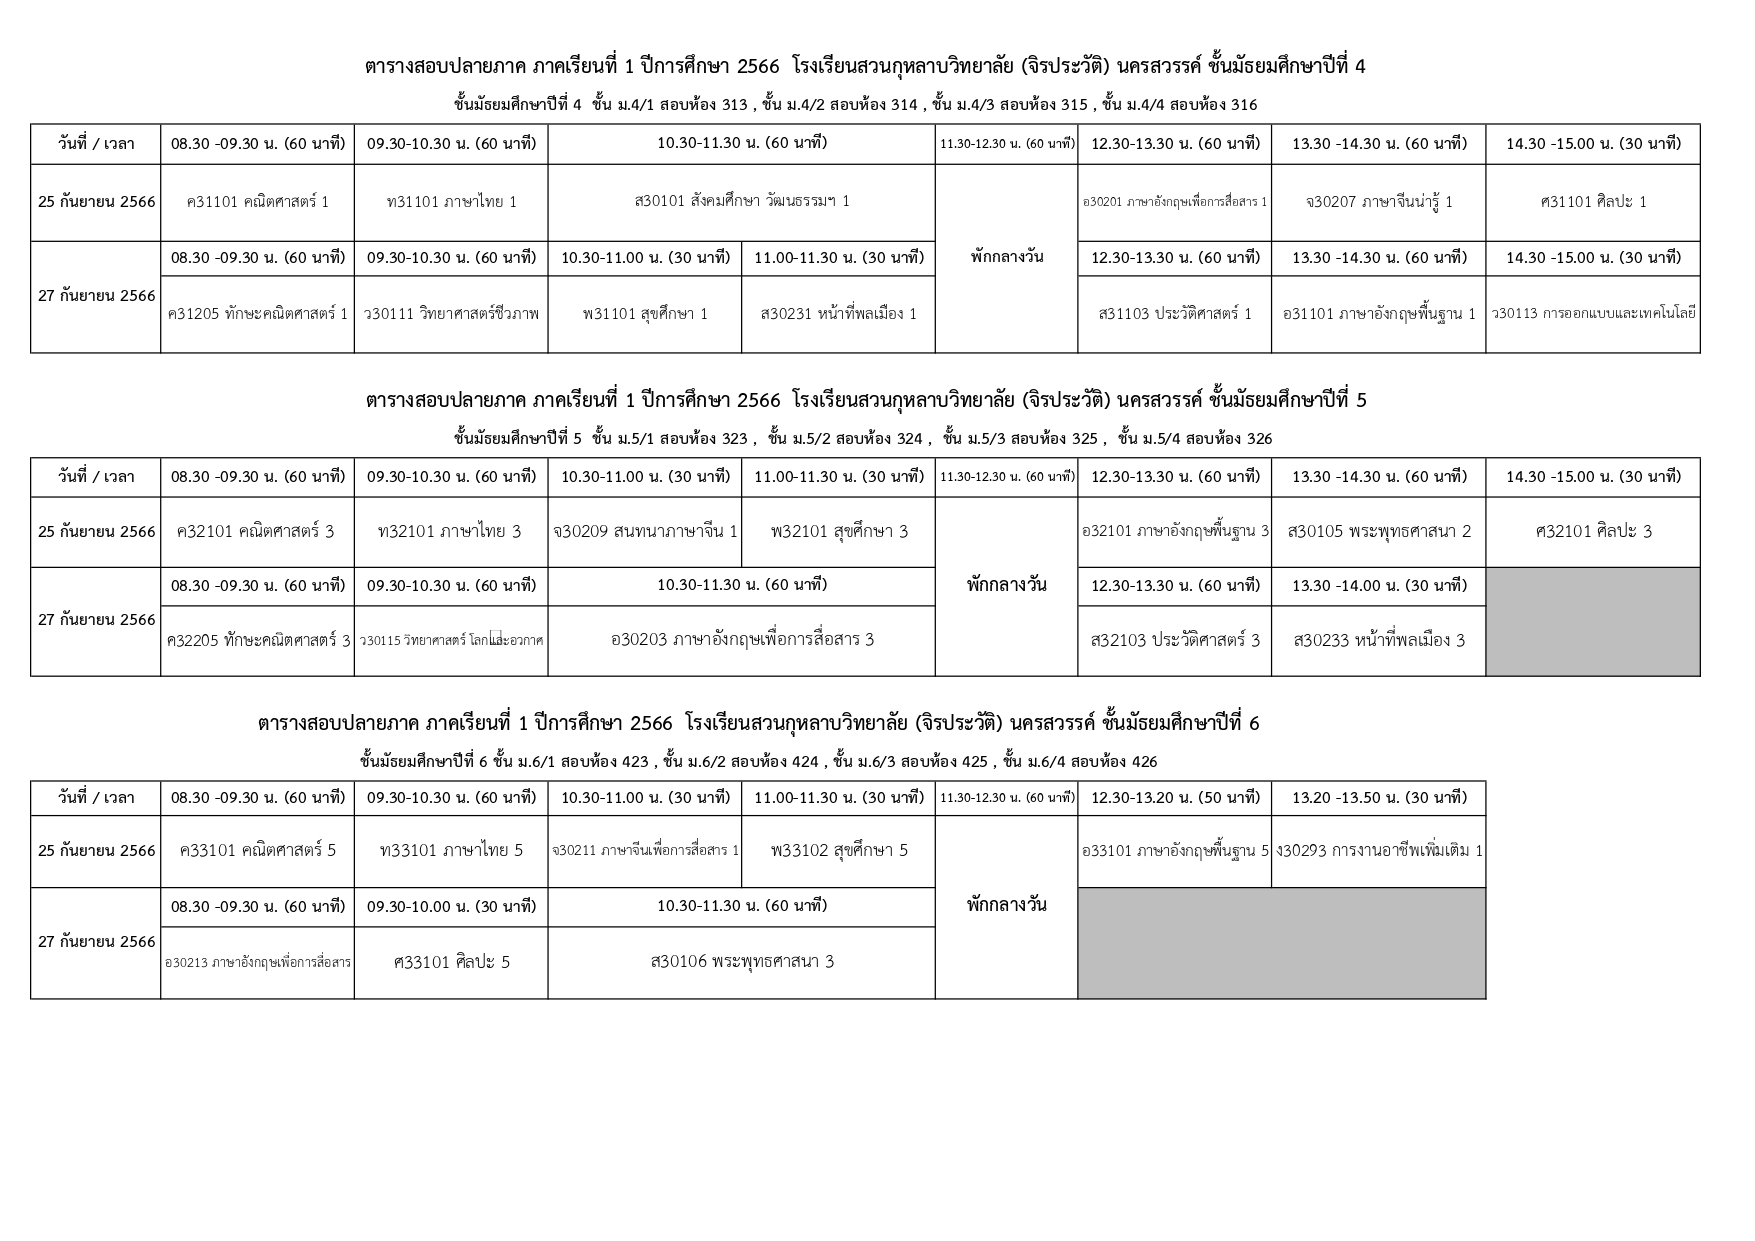 ตารางสอบปลายภาค ภาคเรียนที่ 1 ปีการศึกษา 2566 โรงเรียนสวนกุหลาบวิทยาลัย (จิรประวัติ) นครสวรรค์ ชั้นมัธยมศึกษาปีที่ 4
ชั้นมัธยมศึกษาปีที่ 4 ชั้น ม.4/1 สอบห้อง 313 , ชั้น ม.4/2 สอบห้อง 314 , ชั้น ม.4/3 สอบห้อง 315 , ชั้น ม.4/4 สอบห้อง 316
วันที่ / เวลา 08.30 -09.30 น. (60 นาที) 09.30-10.30 น. (60 นาที) 10.30-11.30 น. (60 นาที) 11.30-12.30 น. (60 นาที) 12.30-13.30 น. (60 นาที) 13.30 -14.30 น. (60 นาที) 14.30 -15.00 น. (30 นาที)
25 กันยายน 2566 ค31101 คณิตศาสตร์ 1 ท31101 ภาษาไทย 1 ส30101 สังคมศึกษา วัฒนธรรมฯ 1 อ30201 ภาษาอังกฤษเพื่อการสื่อสาร 1 จ30207 ภาษาจีนน่ารู้ 1 ศ31101 ศิลปะ 1
08.30 -09.30 น. (60 นาที) 09.30-10.30 น. (60 นาที) 10.30-11.00 น. (30 นาที) 11.00-11.30 น. (30 นาที) พักกลางวัน 12.30-13.30 น. (60 นาที) 13.30 -14.30 น. (60 นาที) 14.30 -15.00 น. (30 นาที)
27 กันยายน 2566 ค31205 ทักษะคณิตศาสตร์ 1 ว30111 วิทยาศาสตร์ชีวภาพ พ31101 สุขศึกษา 1 ส30231 หน้าที่พลเมือง 1 ส31103 ประวัติศาสตร์ 1 อ31101 ภาษาอังกฤษพื้นฐาน 1 ว30113 การออกแบบและเทคโนโลยี
ตารางสอบปลายภาค ภาคเรียนที่ 1 ปีการศึกษา 2566 โรงเรียนสวนกุหลาบวิทยาลัย (จิรประวัติ) นครสวรรค์ ชั้นมัธยมศึกษาปีที่ 5
ชั้นมัธยมศึกษาปีที่ 5 ชั้น ม.5/1 สอบห้อง 323 , ชั้น ม.5/2 สอบห้อง 324 , ชั้น ม.5/3 สอบห้อง 325 , ชั้น ม.5/4 สอบห้อง 326
วันที่ / เวลา 08.30 -09.30 น. (60 นาที) 09.30-10.30 น. (60 นาที) 10.30-11.00 น. (30 นาที) 11.00-11.30 น. (30 นาที) 11.30-12.30 น. (60 นาที) 12.30-13.30 น. (60 นาที) 13.30 -14.30 น. (60 นาที) 14.30 -15.00 น. (30 นาที)
25 กันยายน 2566 ค32101 คณิตศาสตร์ 3 ท32101 ภาษาไทย 3 จ30209 สนทนาภาษาจีน 1 พ32101 สุขศึกษา 3 อ32101 ภาษาอังกฤษพื้นฐาน 3 ส30105 พระพุทธศาสนา 2 ศ32101 ศิลปะ 3
08.30 -09.30 น. (60 นาที) 09.30-10.30 น. (60 นาที) 10.30-11.30 น. (60 นาที) พักกลางวัน 12.30-13.30 น. (60 นาที) 13.30 -14.00 น. (30 นาที)
27 กันยายน 2566 ค32205 ทักษะคณิตศาสตร์ 3 ว30115 วิทยาศาสตร์ โลกและอวกาศ อ30203 ภาษาอังกฤษเพื่อการสื่อสาร 3 ส32103 ประวัติศาสตร์ 3 ส30233 หน้าที่พลเมือง 3
ตารางสอบปลายภาค ภาคเรียนที่ 1 ปีการศึกษา 2566 โรงเรียนสวนกุหลาบวิทยาลัย (จิรประวัติ) นครสวรรค์ ชั้นมัธยมศึกษาปีที่ 6
ชั้นมัธยมศึกษาปีที่ 6 ชั้น ม.6/1 สอบห้อง 423 , ชั้น ม.6/2 สอบห้อง 424 , ชั้น ม.6/3 สอบห้อง 425 , ชั้น ม.6/4 สอบห้อง 426
วันที่ / เวลา 08.30 -09.30 น. (60 นาที) 09.30-10.30 น. (60 นาที) 10.30-11.00 น. (30 นาที) 11.00-11.30 น. (30 นาที) 11.30-12.30 น. (60 นาที) 12.30-13.20 น. (50 นาที) 13.20 -13.50 น. (30 นาที)
25 กันยายน 2566 ค33101 คณิตศาสตร์ 5 ท33101 ภาษาไทย 5 จ30211 ภาษาจีนเพื่อการสื่อสาร 1 พ33102 สุขศึกษา 5 อ33101 ภาษาอังกฤษพื้นฐาน 5 ง30293 การงานอาชีพเพิ่มเติม 1
08.30 -09.30 น. (60 นาที) 09.30-10.00 น. (30 นาที) 10.30-11.30 น. (60 นาที) พักกลางวัน
27 กันยายน 2566 อ30213 ภาษาอังกฤษเพื่อการสื่อสาร ศ33101 ศิลปะ 5 ส30106 พระพุทธศาสนา 3